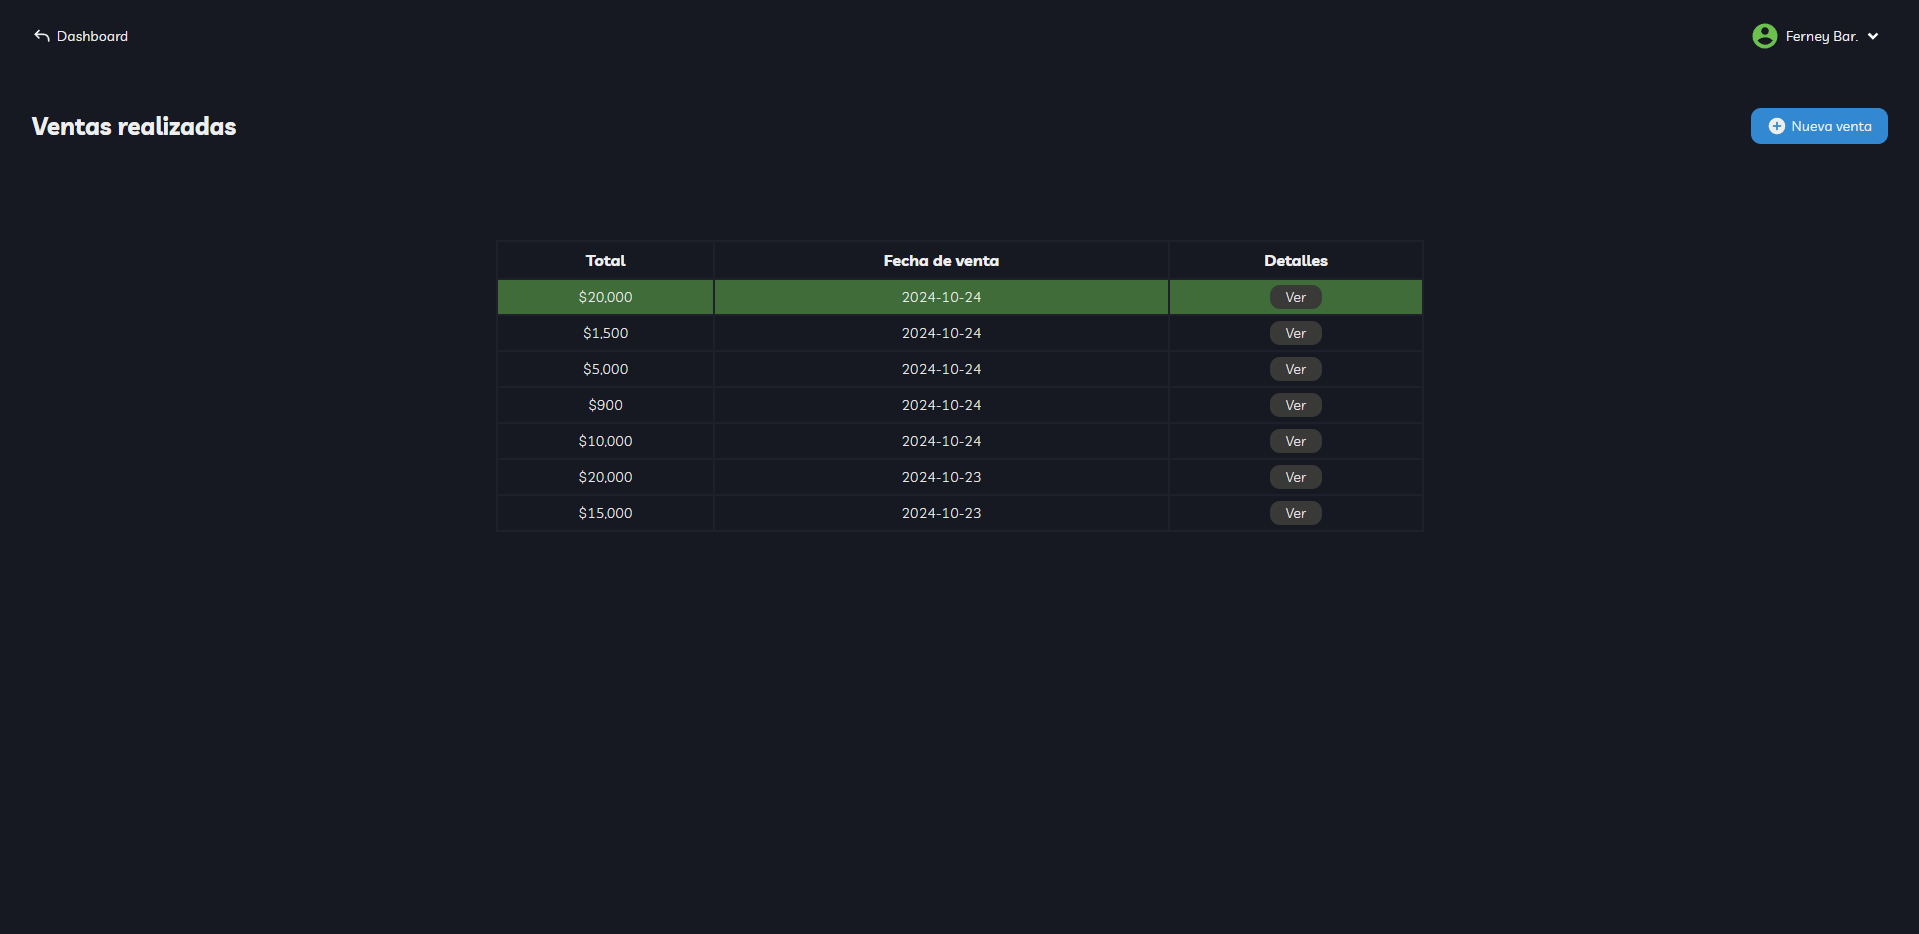 Dashboard
Ferney Bar.
Ventas realizadas
Nueva venta
Total Fecha de venta Detalles
$20,000 2024-10-24 Ver
$1,500 2024-10-24 Ver
$5,000 2024-10-24 Ver
$900 2024-10-24 Ver
$10,000 2024-10-24 Ver
$20,000 2024-10-23 Ver
$15,000 2024-10-23 Ver